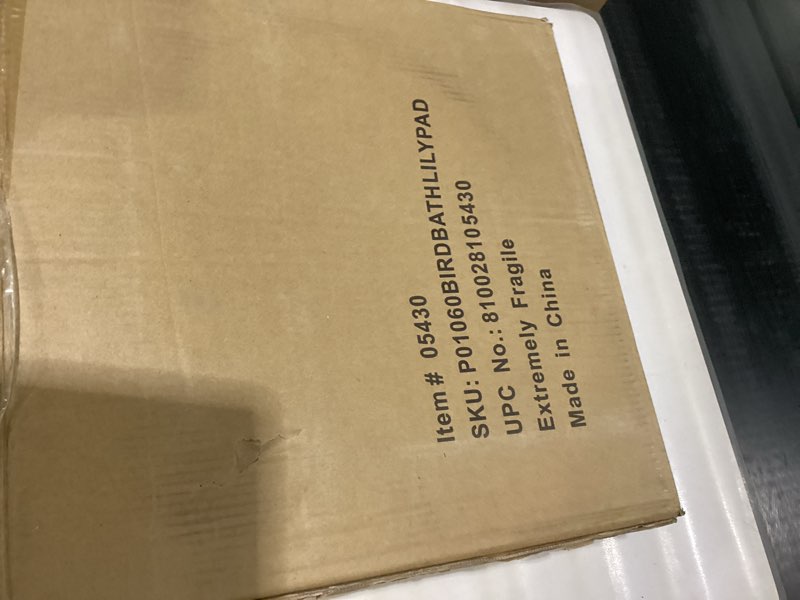 Item# 05430
SKU: P01060BIRDBATHLILYPAD
UPC No.: 810028105430
Extremely Fragile
Made in China